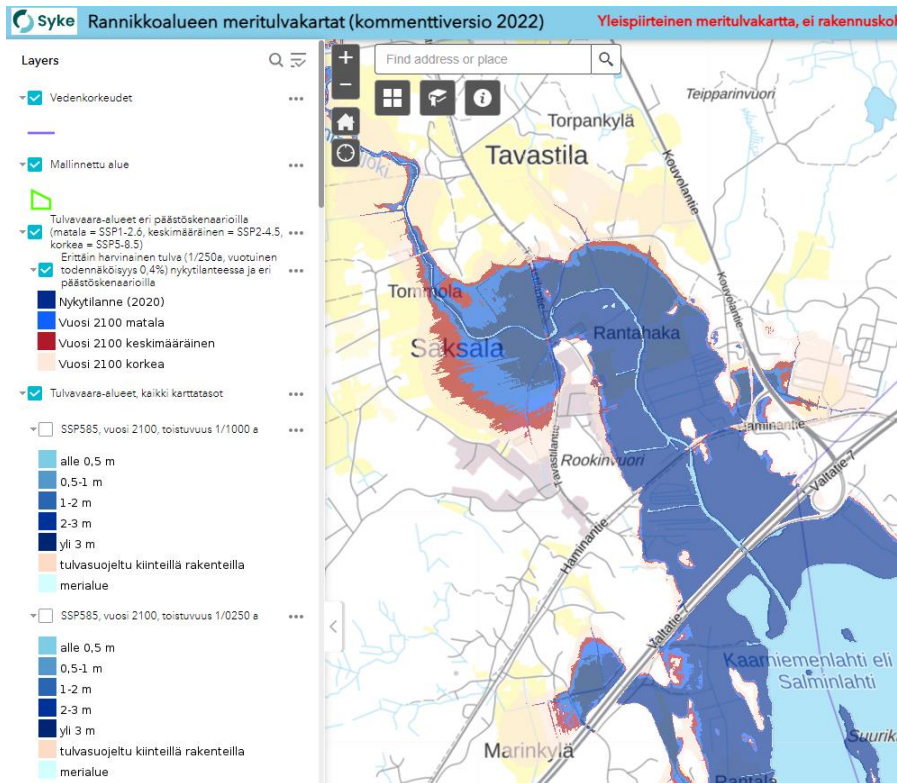 Syke
Rannikkoalueen meritulvakartat (kommenttiversio 2022)
Yleispiirteinen meritulvakartta, ei rakennuskoh
Layers
Vedenkorkeudet
Mallinnettu alue
Tulvavaara-alueet eri päästöskenaarioilla
(matala = SSP1-2.6, keskimääräinen = SSP2-4.5,
korkea = SSP5-8.5)
Erittäin harvinainen tulva (1/250a, vuotuinen
todennäköisyys 0,4%) nykytilanteessa ja eri
päästöskenaarioilla
Nykytilanne (2020)
Vuosi 2100 matala
Vuosi 2100 keskimääräinen
Vuosi 2100 korkea
Tulvavaara-alueet, kaikki karttatasot
SSP585, vuosi 2100, toistuvuus 1/1000 a
alle 0,5 m
0,5-1 m
1-2 m
2-3 m
yli 3 m
tulvasuojeltu kiinteillä rakenteilla
merialue
SSP585, vuosi 2100, toistuvuus 1/0250 a
alle 0,5 m
0,5-1 m
1-2 m
2-3 m
yli 3 m
tulvasuojeltu kiinteillä rakenteilla
merialue
Find address or place
Teipparinvuori
Torpankylä
Tavastila
Kouvolantie
Tommola
Kouvolantie
Rantahaka
Saksala
Haminantie
Rookinvuori
Tavastilantie
Valtatie 7
Haminantie
Valtatie 7
Kaarniemenlahti eli
Salminlahti
Suurik
Marinkylä
Rantala